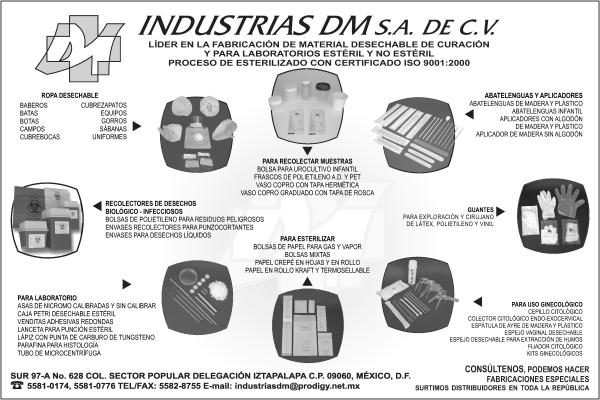 DM
INDUSTRIAS DM S.A. DE C.V.
LÍDER EN LA FABRICACIÓN DE MATERIAL DESECHABLE DE CURACIÓN
Y PARA LABORATORIOS ESTÉRIL Y NO ESTÉRIL
PROCESO DE ESTERILIZADO CON CERTIFICADO ISO 9001:2000
ROPA DESECHABLE
BABEROS CUBREZAPATOS
BATAS EQUIPOS
BOTAS GORROS
CAMPOS SÁBANAS
CUBREBOCAS UNIFORMES
PARA RECOLECTAR MUESTRAS
BOLSA PARA UROCULTIVO INFANTIL
FRASCOS DE POLIETILENO A.D. Y PET
VASO COPRO CON TAPA HERMÉTICA
VASO COPRO GRADUADO CON TAPA DE ROSCA
ABATELENGUAS Y APLICADORES
ABATELENGUAS DE MADERA Y PLÁSTICO
ABATELENGUAS INFANTIL
APLICADORES CON ALGODÓN
DE MADERA Y PLÁSTICO
APLICADOR DE MADERA SIN ALGODÓN
RECOLECTORES DE DESECHOS
BIOLÓGICO - INFECCIOSOS
BOLSAS DE POLIETILENO PARA RESIDUOS PELIGROSOS
ENVASES RECOLECTORES PARA PUNZOCORTANTES
ENVASES PARA DESECHOS LÍQUIDOS
GUANTES
PARA EXPLORACIÓN Y CIRUJANO
DE LÁTEX, POLIETILENO Y VINIL
PARA ESTERILIZAR
BOLSAS DE PAPEL PARA GAS Y VAPOR
BOLSAS MIXTAS
PAPEL CREPÉ EN HOJAS Y EN ROLLO
PAPEL EN ROLLO KRAFT Y TERMOSELLABLE
PARA LABORATORIO
ASAS DE NICROMO CALIBRADAS Y SIN CALIBRAR
CAJA PETRI DESECHABLE ESTÉRIL
VENDITAS ADHESIVAS REDONDAS
LANCETA PARA PUNCIÓN ESTÉRIL
LÁPIZ CON PUNTA DE CARBURO DE TUNGSTENO
PARAFINA PARA HISTOLOGÍA
TUBO DE MICROCENTRÍFUGA
PARA USO GINECOLÓGICO
CEPILLO CITOLÓGICO
COLECTOR CITOLÓGICO ENDO-EXOCERVICAL
ESPÁTULA DE AYRE DE MADERA Y PLÁSTICO
ESPEJO VAGINAL DESECHABLE
ESPEJO DESECHABLE PARA EXTRACCIÓN DE HUMOS
FIJADOR CITOLÓGICO
KITS GINECOLÓGICOS
SUR 97-A No. 628 COL. SECTOR POPULAR DELEGACIÓN IZTAPALAPA C.P. 09060, MÉXICO, D.F.
☎ 5581-0174, 5581-0776 TEL/FAX: 5582-8755 E-mail: industriasdm@prodigy.net.mx
CONSÚLTENOS, PODEMOS HACER
FABRICACIONES ESPECIALES
SURTIMOS DISTRIBUIDORES EN TODA LA REPÚBLICA